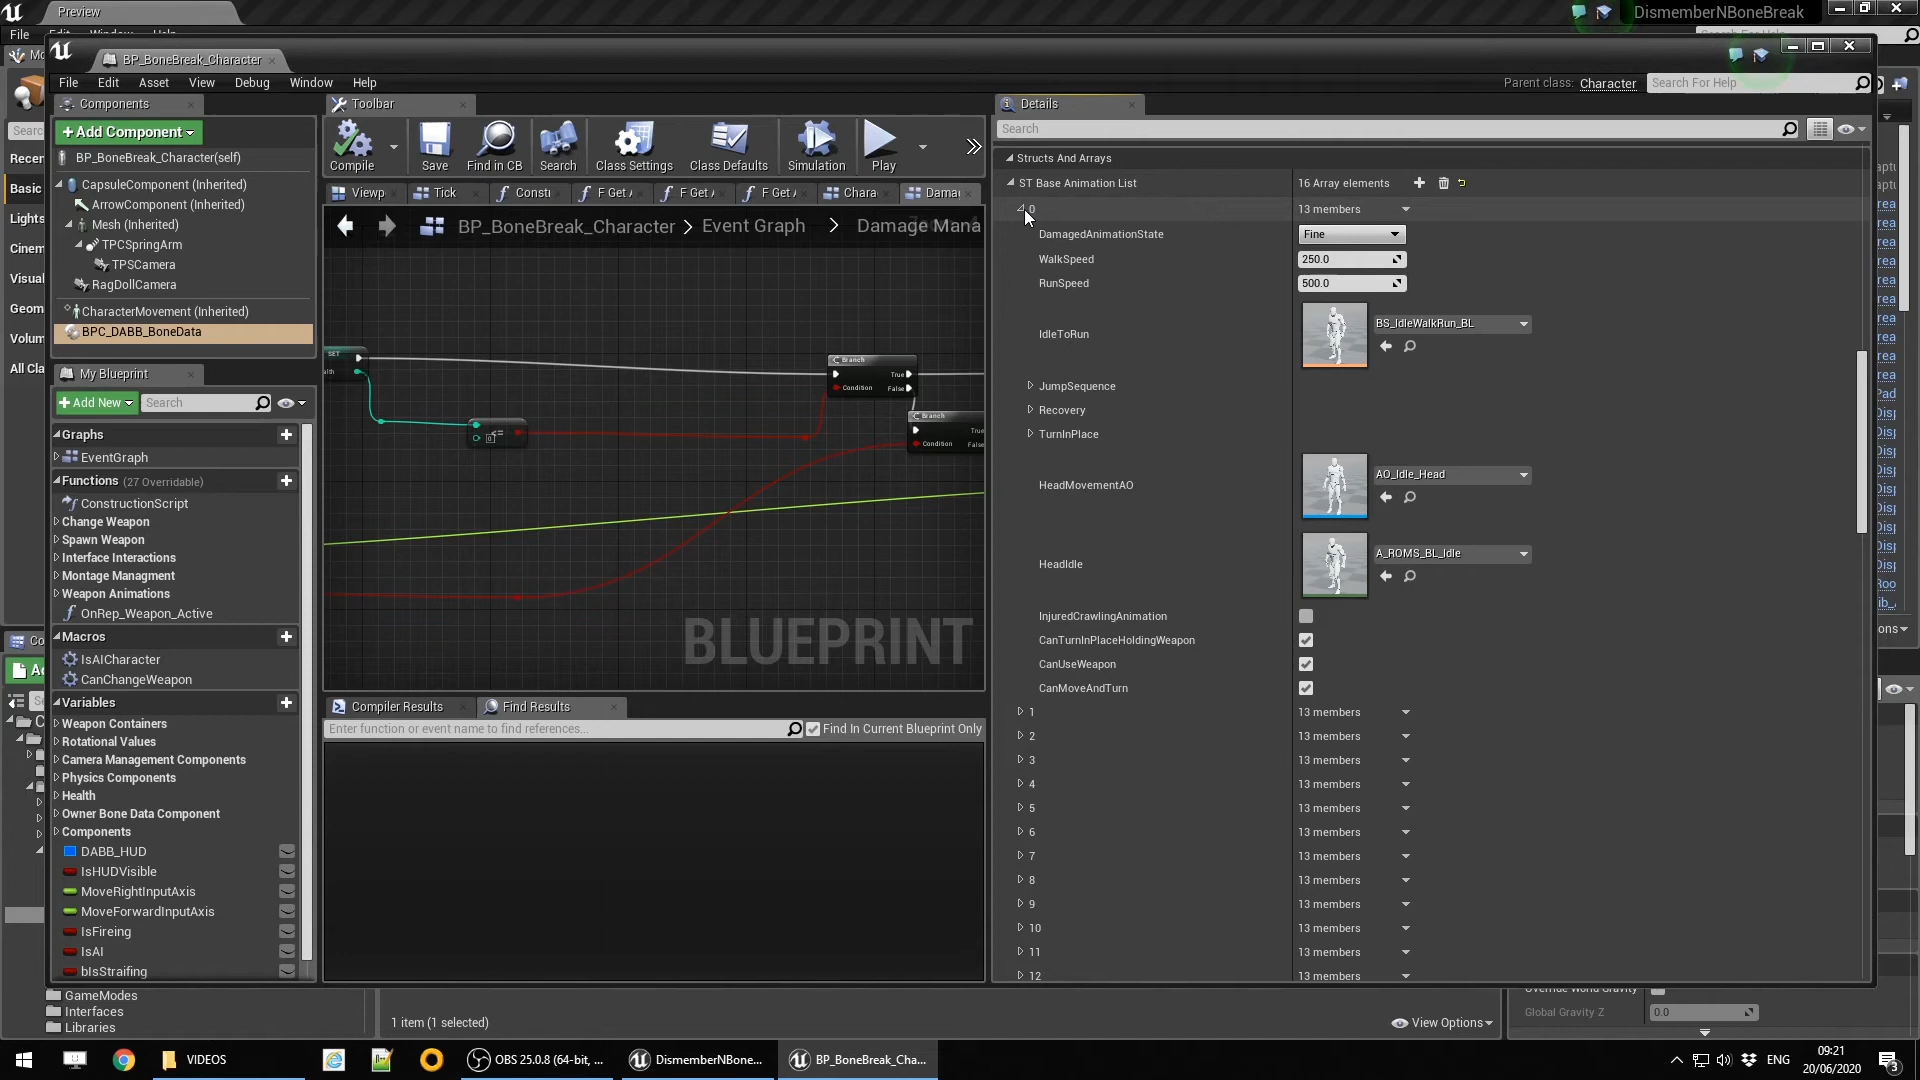 Preview
DismemberNBoneBreak
File
BP_BoneBreak_Character
File Edit Asset View Debug Window Help
Parent class: Character
Search For Help
Components
Toolbar
Details
Search
+Add Component
Compile
Save
Find in CB
Search
Class Settings
Class Defaults
Simulation
Play
BP_BoneBreak_Character(self)
CapsuleComponent (Inherited)
ArrowComponent (Inherited)
Mesh (Inherited)
TPCSpringArm
TPSCamera
RagDollCamera
CharacterMovement (Inherited)
BPC_DABB_BoneData
Viewp
Tick
Consti
F Get
F Get
F Get
Chara
Dama
BP_BoneBreak_Character > Event Graph > Damage Mana
SET
Branch
True
Condition
False
Branch
Condition
BLUEPRINT
My Blueprint
+Add New
Search
Graphs
EventGraph
Functions (27 Overridable)
ConstructionScript
Change Weapon
Spawn Weapon
Interface Interactions
Montage Managment
Weapon Animations
OnRep_Weapon_Active
Macros
IsAICharacter
CanChangeWeapon
Variables
Weapon Containers
Rotational Values
Camera Management Components
Physics Components
Health
Owner Bone Data Component
Components
DABB_HUD
IsHUDVisible
MoveRightInputAxis
MoveForwardInputAxis
IsFireing
IsAI
bIsStraifing
Compiler Results
Find Results
Enter function or event name to find references...
Find In Current Blueprint Only
Structs And Arrays
ST Base Animation List 16 Array elements
0 13 members
DamagedAnimationState Fine
WalkSpeed 250.0
RunSpeed 500.0
IdleToRun BS_IdleWalkRun_BL
JumpSequence
Recovery
TurnInPlace
HeadMovementAO AO_Idle_Head
HeadIdle A_ROMS_BL_Idle
InjuredCrawlingAnimation
CanTurnInPlaceHoldingWeapon
CanUseWeapon
CanMoveAndTurn
1 13 members
2 13 members
3 13 members
4 13 members
5 13 members
6 13 members
7 13 members
8 13 members
9 13 members
10 13 members
11 13 members
12 13 members
Basic
GameModes
Interfaces
Libraries
1 item (1 selected)
View Options
Global Gravity Z 0.0
VIDEOS
OBS 25.0.8 (64-bit, ...
DismemberNBone...
BP_BoneBreak_Cha...
ENG
09:21
20/06/2020
3